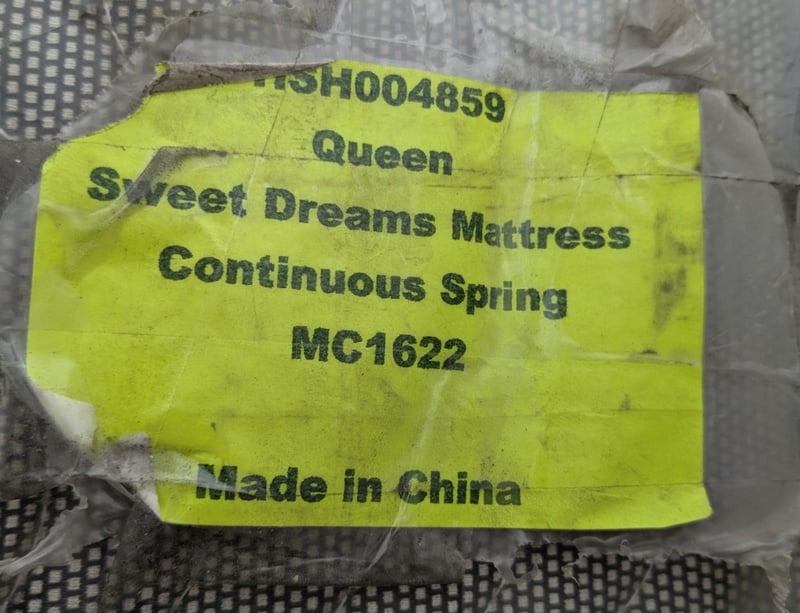 HSH004859
Queen
Sweet Dreams Mattress
Continuous Spring
MC1622
Made in China